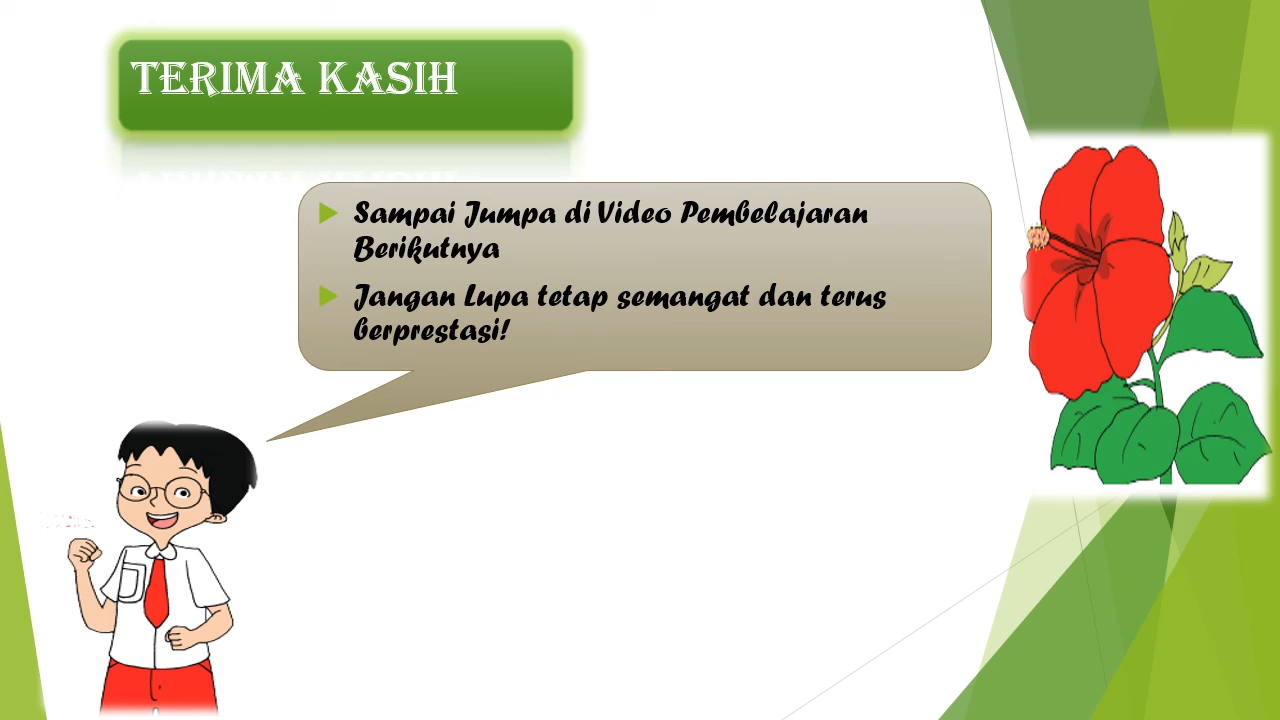 TERIMA KASIH
Sampai Jumpa di Video Pembelajaran
Berikutnya
Jangan Lupa tetap semangat dan terus
berprestasi!